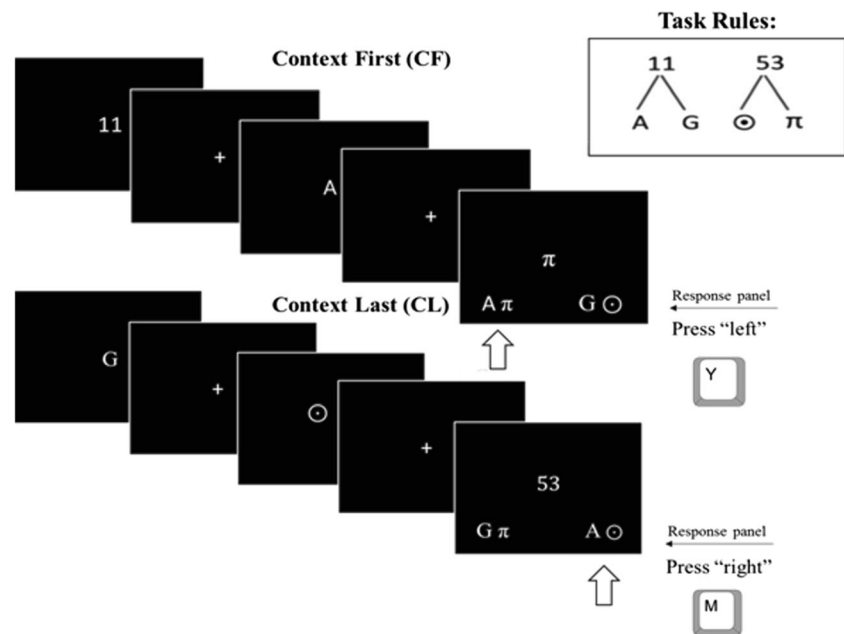 Task Rules:
11 53
A G ⊙ π
Context First (CF)
11
+
A
+
π
A π G ⊙
Response panel
Press "left"
Y
Context Last (CL)
G
+
⊙
+
53
G π A ⊙
Response panel
Press "right"
M